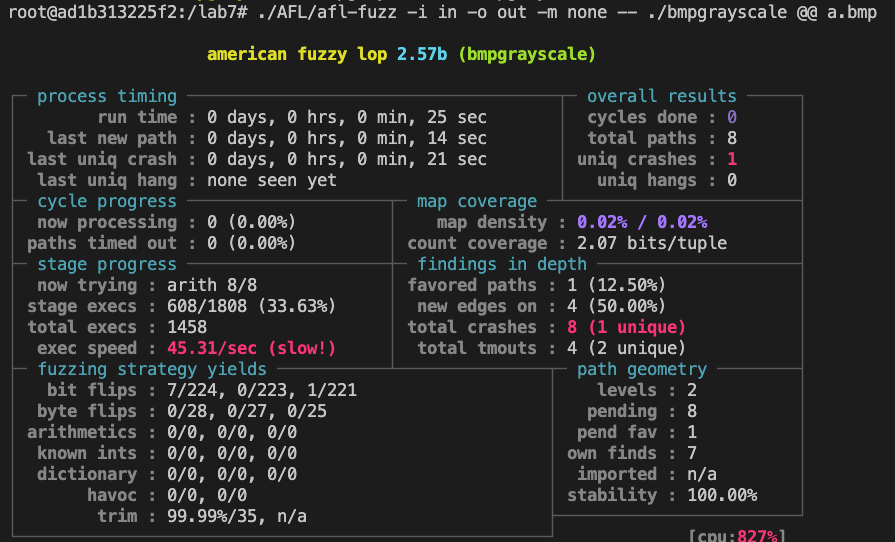 root@ad1b313225f2:/lab7# ./AFL/afl-fuzz -i in -o out -m none -- ./bmpgrayscale @@ a.bmp
american fuzzy lop 2.57b (bmpgrayscale)
process timing overall results
run time : 0 days, 0 hrs, 0 min, 25 sec cycles done : 0
last new path : 0 days, 0 hrs, 0 min, 14 sec total paths : 8
last uniq crash : 0 days, 0 hrs, 0 min, 21 sec uniq crashes : 1
last uniq hang : none seen yet uniq hangs : 0
cycle progress map coverage
now processing : 0 (0.00%) map density : 0.02% / 0.02%
paths timed out : 0 (0.00%) count coverage : 2.07 bits/tuple
stage progress findings in depth
now trying : arith 8/8 favored paths : 1 (12.50%)
stage execs : 608/1808 (33.63%) new edges on : 4 (50.00%)
total execs : 1458 total crashes : 8 (1 unique)
exec speed : 45.31/sec (slow!) total tmouts : 4 (2 unique)
fuzzing strategy yields path geometry
bit flips : 7/224, 0/223, 1/221 levels : 2
byte flips : 0/28, 0/27, 0/25 pending : 8
arithmetics : 0/0, 0/0, 0/0 pend fav : 1
known ints : 0/0, 0/0, 0/0 own finds : 7
dictionary : 0/0, 0/0, 0/0 imported : n/a
havoc : 0/0, 0/0 stability : 100.00%
trim : 99.99%/35, n/a
[cpu:827%]